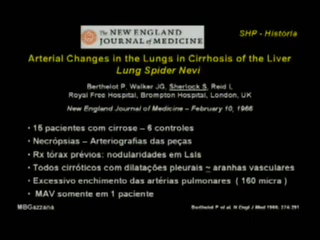 The NEW ENGLAND
JOURNAL of MEDICINE
SHP - História
Arterial Changes in the Lungs in Cirrhosis of the Liver
Lung Spider Nevi
Berthelot P, Walker JG, Sherlock S, Reid L
Royal Free Hospital, Brompton Hospital, London, UK
New England Journal of Medicine – February 10, 1966
• 15 pacientes com cirrose – 6 controles
• Necrópsias – Arteriografias das peças
• Rx tórax prévios: nodularidades em LsIs
• Todos cirróticos com dilatações pleurais ~ aranhas vasculares
• Excessivo enchimento das artérias pulmonares ( 160 micra )
• MAV somente em 1 paciente
MBGazzana
Berthelot P et al. N Engl J Med 1966; 274:291